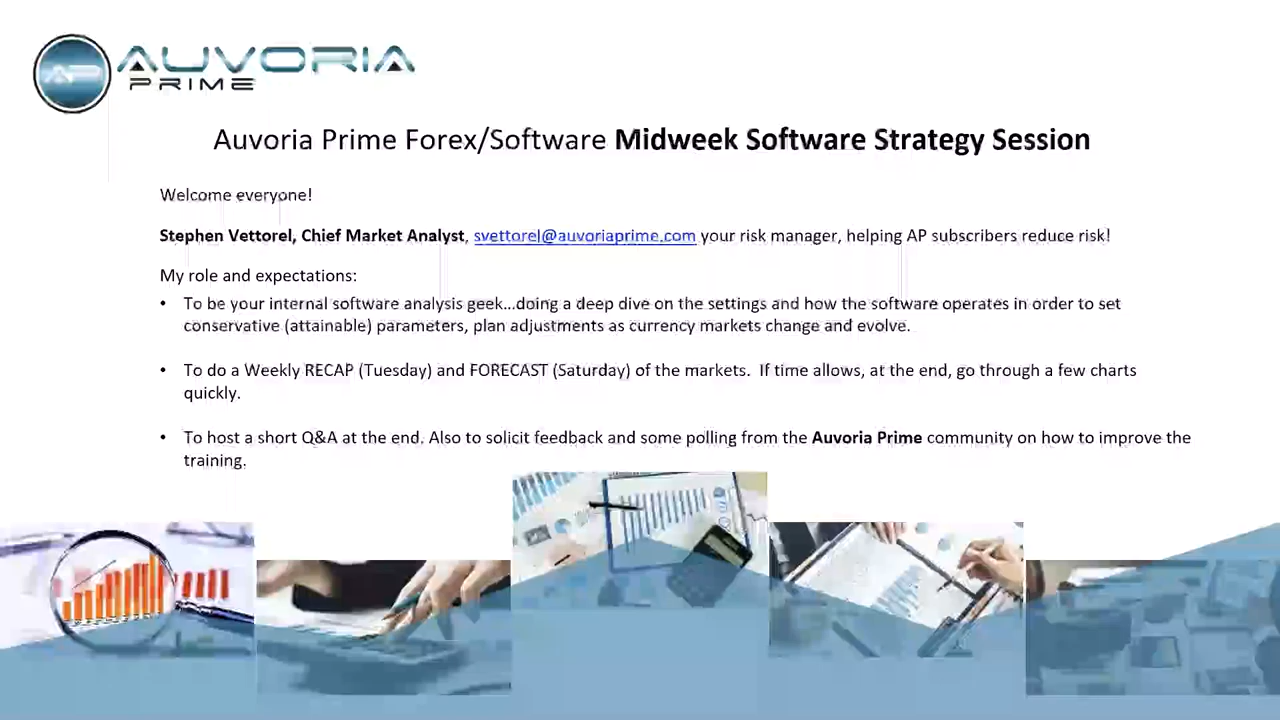 AP AUVORIA
PRIME
Auvoria Prime Forex/Software Midweek Software Strategy Session
Welcome everyone!
Stephen Vettorel, Chief Market Analyst, svettorel@auvoriaprime.com your risk manager, helping AP subscribers reduce risk!
My role and expectations:
• To be your internal software analysis geek...doing a deep dive on the settings and how the software operates in order to set
conservative (attainable) parameters, plan adjustments as currency markets change and evolve.
• To do a Weekly RECAP (Tuesday) and FORECAST (Saturday) of the markets.  If time allows, at the end, go through a few charts
quickly.
• To host a short Q&A at the end. Also to solicit feedback and some polling from the Auvoria Prime community on how to improve the
training.